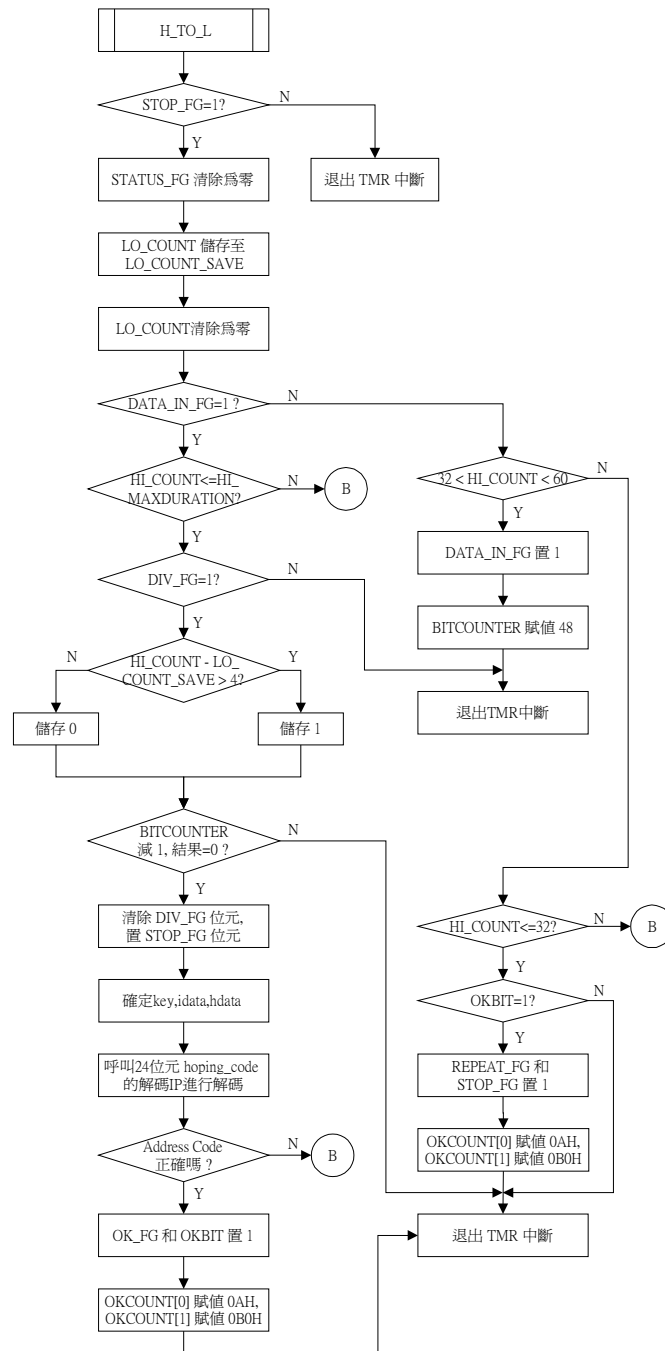 H_TO_L
STOP_FG=1?
N
Y
STATUS_FG 清除爲零
退出 TMR 中斷
LO_COUNT 儲存至
LO_COUNT_SAVE
LO_COUNT清除爲零
DATA_IN_FG=1 ?
N
Y
HI_COUNT<=HI_
MAXDURATION?
N
B
Y
32 < HI_COUNT < 60
N
Y
DATA_IN_FG 置 1
DIV_FG=1?
N
Y
BITCOUNTER 賦值 48
HI_COUNT - LO_
COUNT_SAVE > 4?
N
Y
儲存 0
儲存 1
退出TMR中斷
BITCOUNTER
減 1, 結果=0 ?
N
Y
清除 DIV_FG 位元,
置 STOP_FG 位元
HI_COUNT<=32?
N
B
Y
確定key,idata,hdata
OKBIT=1?
N
Y
呼叫24位元 hoping_code
的解碼IP進行解碼
REPEAT_FG 和
STOP_FG 置 1
Address Code
正確嗎 ?
N
B
Y
OKCOUNT[0] 賦值 0AH,
OKCOUNT[1] 賦值 0B0H
OK_FG 和 OKBIT 置 1
退出 TMR 中斷
OKCOUNT[0] 賦值 0AH,
OKCOUNT[1] 賦值 0B0H